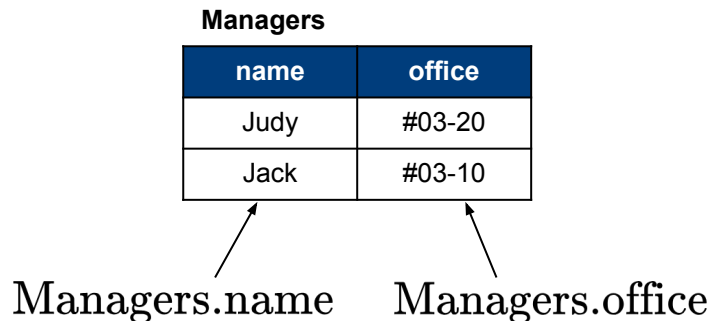 Managers
name office
Judy #03-20
Jack #03-10
Managers.name Managers.office